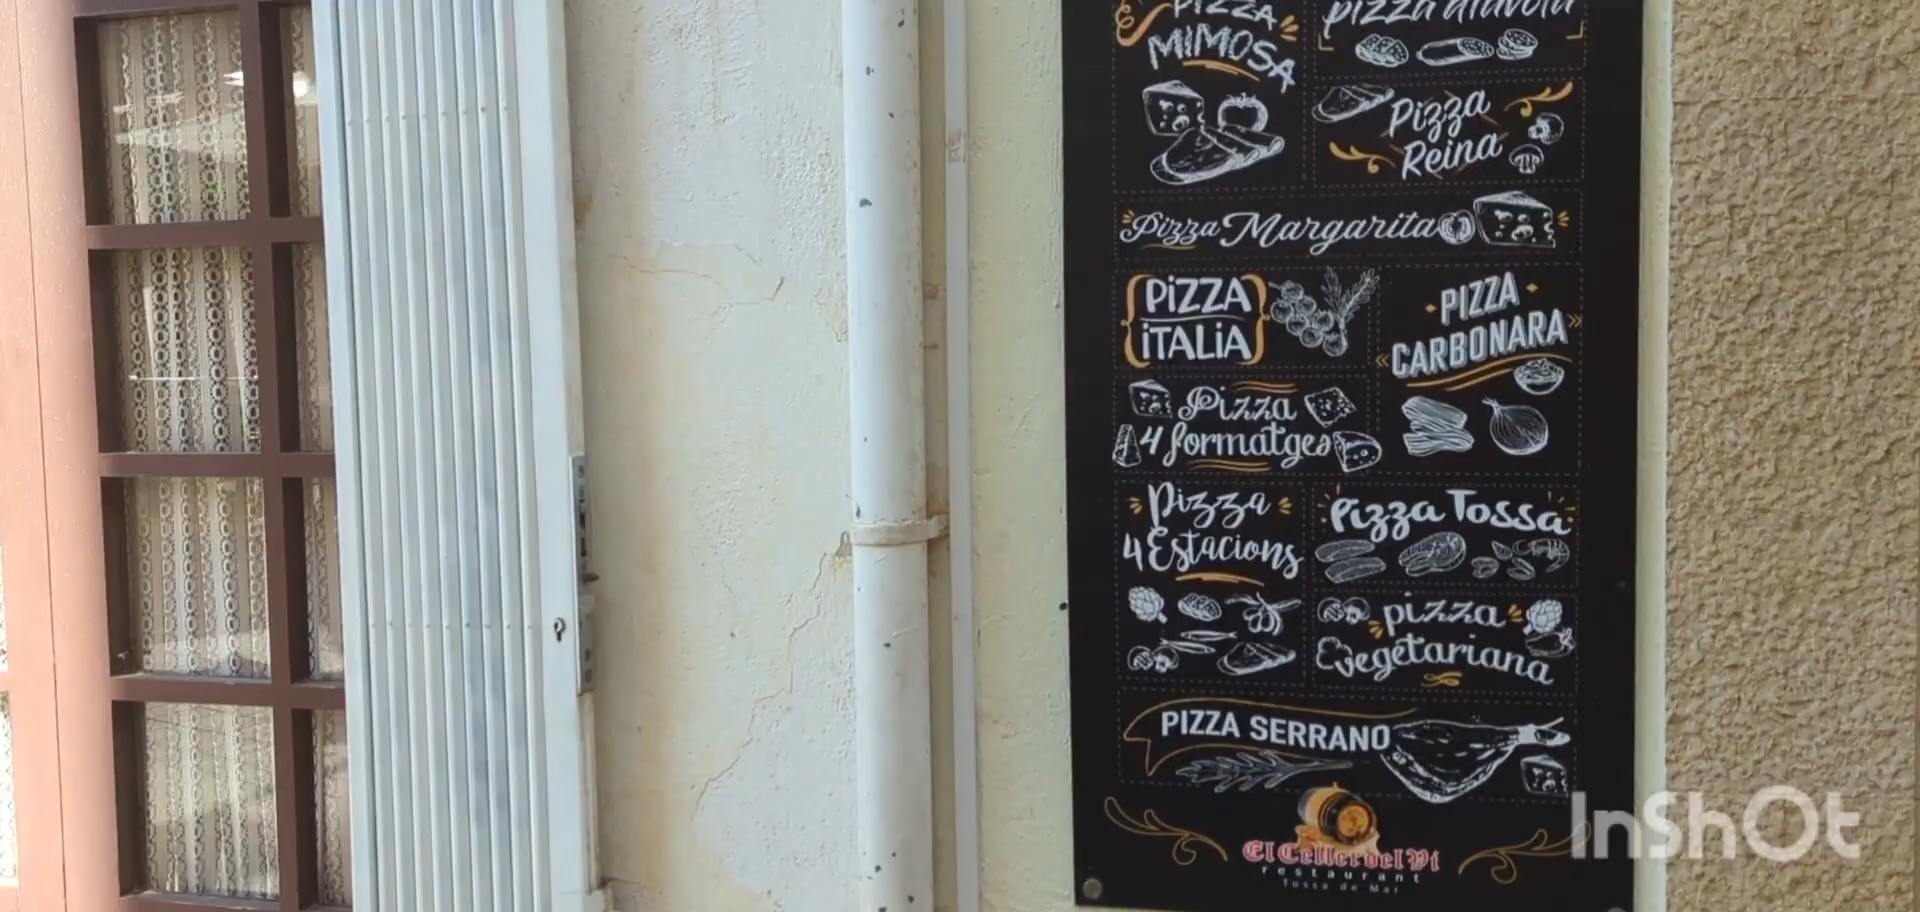 PIZZA
MIMOSA
pizza diavola
Pizza
Reina
Pizza Margarita
PIZZA
ITALIA
PIZZA
CARBONARA
Pizza
4 formatges
Pizza
4 Estacions
Pizza Tossa
pizza
vegetariana
PIZZA SERRANO
El Celler del Vi
restaurant
Tossa de Mar
InShOt